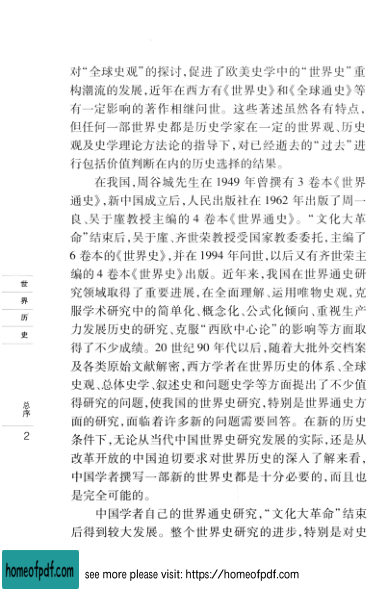 对“全球史观”的探讨,促进了欧美史学中的“世界史”重
构潮流的发展,近年在西方有《世界史》和《全球通史》等
有一定影响的著作相继问世。这些著述虽然各有特点,
但任何一部世界史都是历史学家在一定的世界观、历史
观及史学理论方法论的指导下,对已经逝去的“过去”进
行包括价值判断在内的历史选择的结果。
在我国,周谷城先生在 1949 年曾撰有 3 卷本《世界
通史》,新中国成立后,人民出版社在 1962 年出版了周一
良、吴于廑教授主编的 4 卷本《世界通史》。“文化大革
命”结束后,吴于廑、齐世荣教授受国家教委委托,主编了
6 卷本的《世界史》,并在 1994 年问世,以后又有齐世荣主
编的 4 卷本《世界史》出版。近年来,我国在世界通史研
究领域取得了重要进展,在全面理解、运用唯物史观,克
服学术研究中的简单化、概念化、公式化倾向、重视生产
力发展历史的研究、克服“西欧中心论”的影响等方面取
得了不少成绩。20 世纪 90 年代以后,随着大批外交档案
及各类原始文献解密,西方学者在世界历史的体系、全球
史观、总体史学、叙述史和问题史学等方面提出了不少值
得研究的问题,使我国的世界史研究,特别是世界通史方
面的研究,面临着许多新的问题需要回答。在新的历史
条件下,无论从当代中国世界史研究发展的实际,还是从
改革开放的中国迫切要求对世界历史的深入了解来看,
中国学者撰写一部新的世界史都是十分必要的,而且也
是完全可能的。
中国学者自己的世界通史研究,“文化大革命”结束
后得到较大发展。整个世界史研究的进步,特别是对史
世界历史
总序
2
homeofpdf.com
see more please visit: https://homeofpdf.com